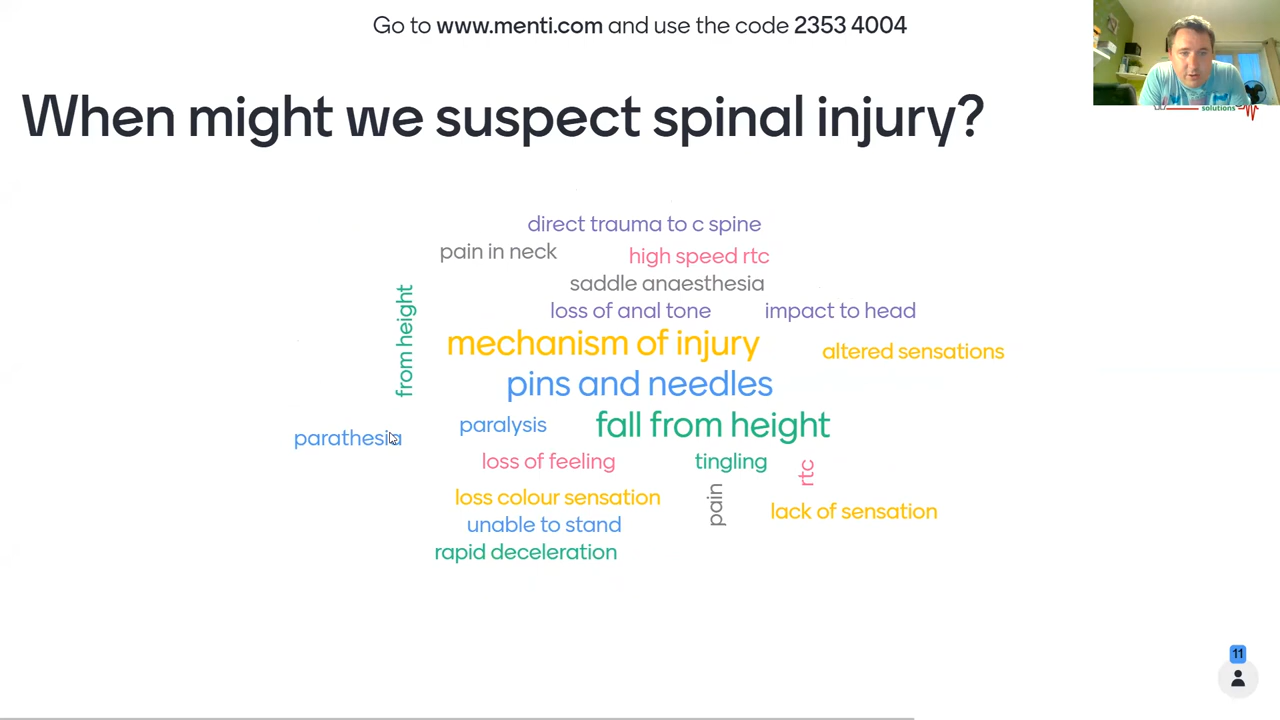 Go to www.menti.com and use the code 2353 4004
When might we suspect spinal injury?
direct trauma to c spine
pain in neck
high speed rtc
saddle anaesthesia
from height
loss of anal tone
impact to head
mechanism of injury
altered sensations
pins and needles
fall from height
paralysis
parathesia
loss of feeling
tingling
rtc
loss colour sensation
pain
lack of sensation
unable to stand
rapid deceleration
solutions
11